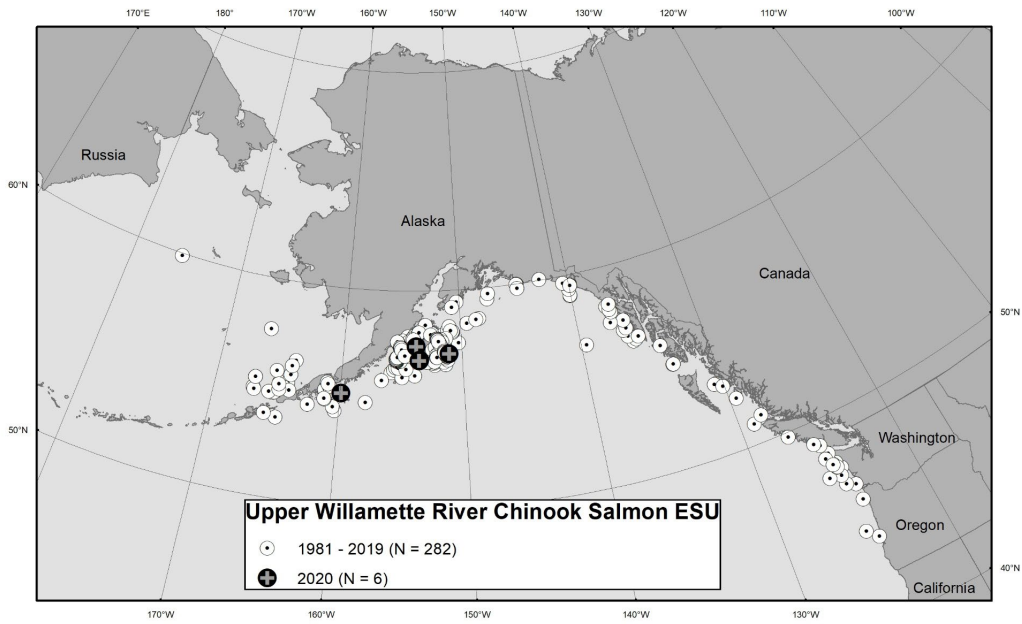 170°E 180° 170°W 160°W 150°W 140°W 130°W 120°W 110°W 100°W
Russia
60°N
Alaska
Canada
50°N
50°N
Washington
Oregon
California
40°N
Upper Willamette River Chinook Salmon ESU
1981 - 2019 (N = 282)
2020 (N = 6)
170°W 160°W 150°W 140°W 130°W